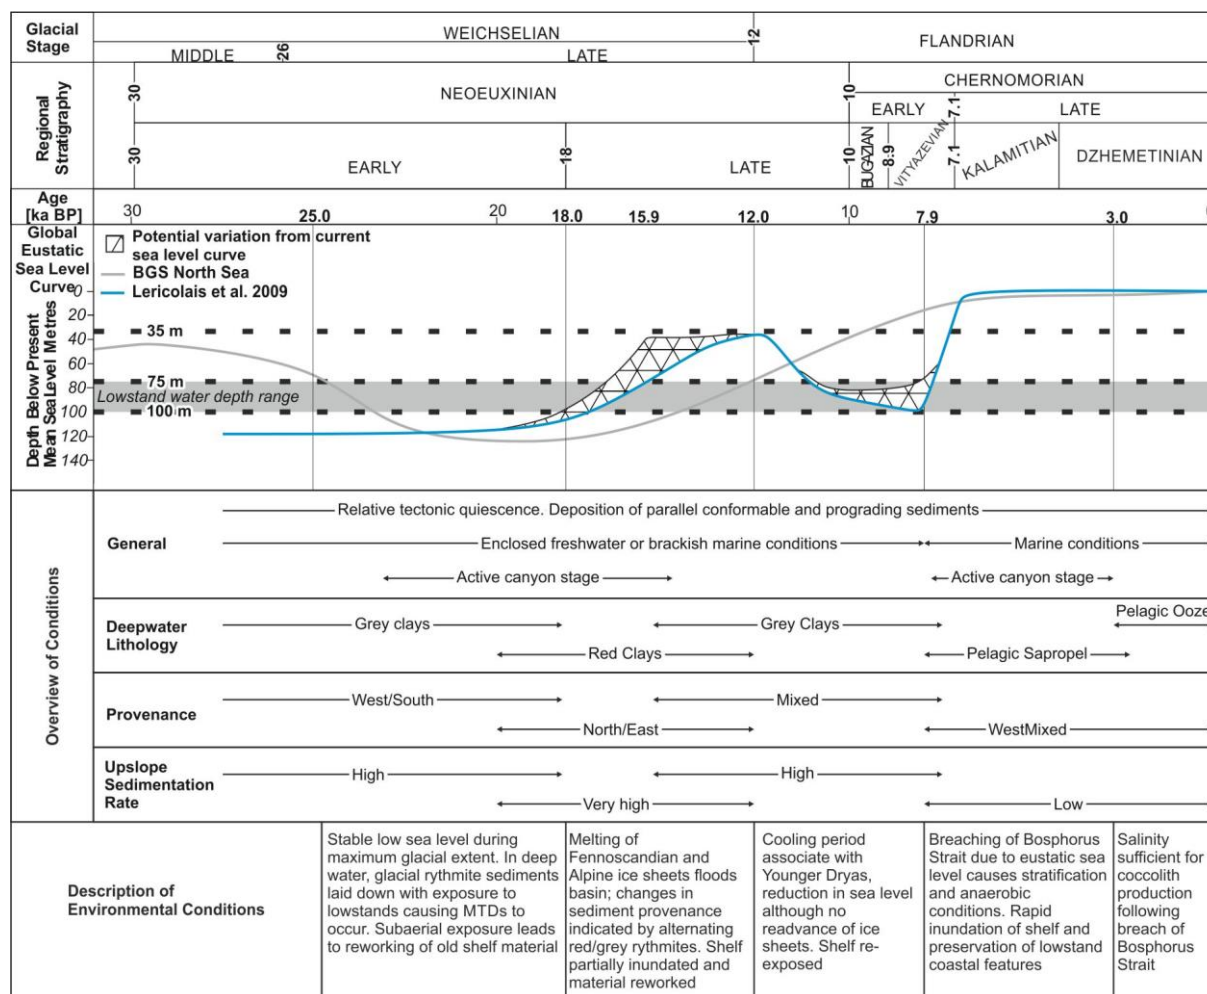 Glacial
Stage
WEICHSELIAN
12
FLANDRIAN
MIDDLE
26
LATE
Regional
Stratigraphy
30
NEOEUXINIAN
10
CHERNOMORIAN
EARLY
7.1
LATE
30
EARLY
18
LATE
10
BUGAZIAN
8.9
VITYAZEVIAN
7.1
KALAMITIAN
DZHEMETINIAN
Age
[ka BP]
30
25.0
20
18.0
15.9
12.0
10
7.9
3.0
Global
Eustatic
Sea Level
Curve
Potential variation from current
sea level curve
BGS North Sea
Lericolais et al. 2009
Depth Below Present
Mean Sea Level Metres
0
20
40
60
80
100
120
140
35 m
75 m
Lowstand water depth range
100 m
Overview of Conditions
General
Relative tectonic quiescence. Deposition of parallel conformable and prograding sediments
Enclosed freshwater or brackish marine conditions
Marine conditions
Active canyon stage
Active canyon stage
Deepwater
Lithology
Grey clays
Grey Clays
Pelagic Ooze
Red Clays
Pelagic Sapropel
Provenance
West/South
Mixed
North/East
WestMixed
Upslope
Sedimentation
Rate
High
High
Very high
Low
Description of
Environmental Conditions
Stable low sea level during
maximum glacial extent. In deep
water, glacial rythmite sediments
laid down with exposure to
lowstands causing MTDs to
occur. Subaerial exposure leads
to reworking of old shelf material
Melting of
Fennoscandian and
Alpine ice sheets floods
basin; changes in
sediment provenance
indicated by alternating
red/grey rythmites. Shelf
partially inundated and
material reworked
Cooling period
associate with
Younger Dryas,
reduction in sea level
although no
readvance of ice
sheets. Shelf re-
exposed
Breaching of Bosphorus
Strait due to eustatic sea
level causes stratification
and anaerobic
conditions. Rapid
inundation of shelf and
preservation of lowstand
coastal features
Salinity
sufficient for
coccolith
production
following
breach of
Bosphorus
Strait